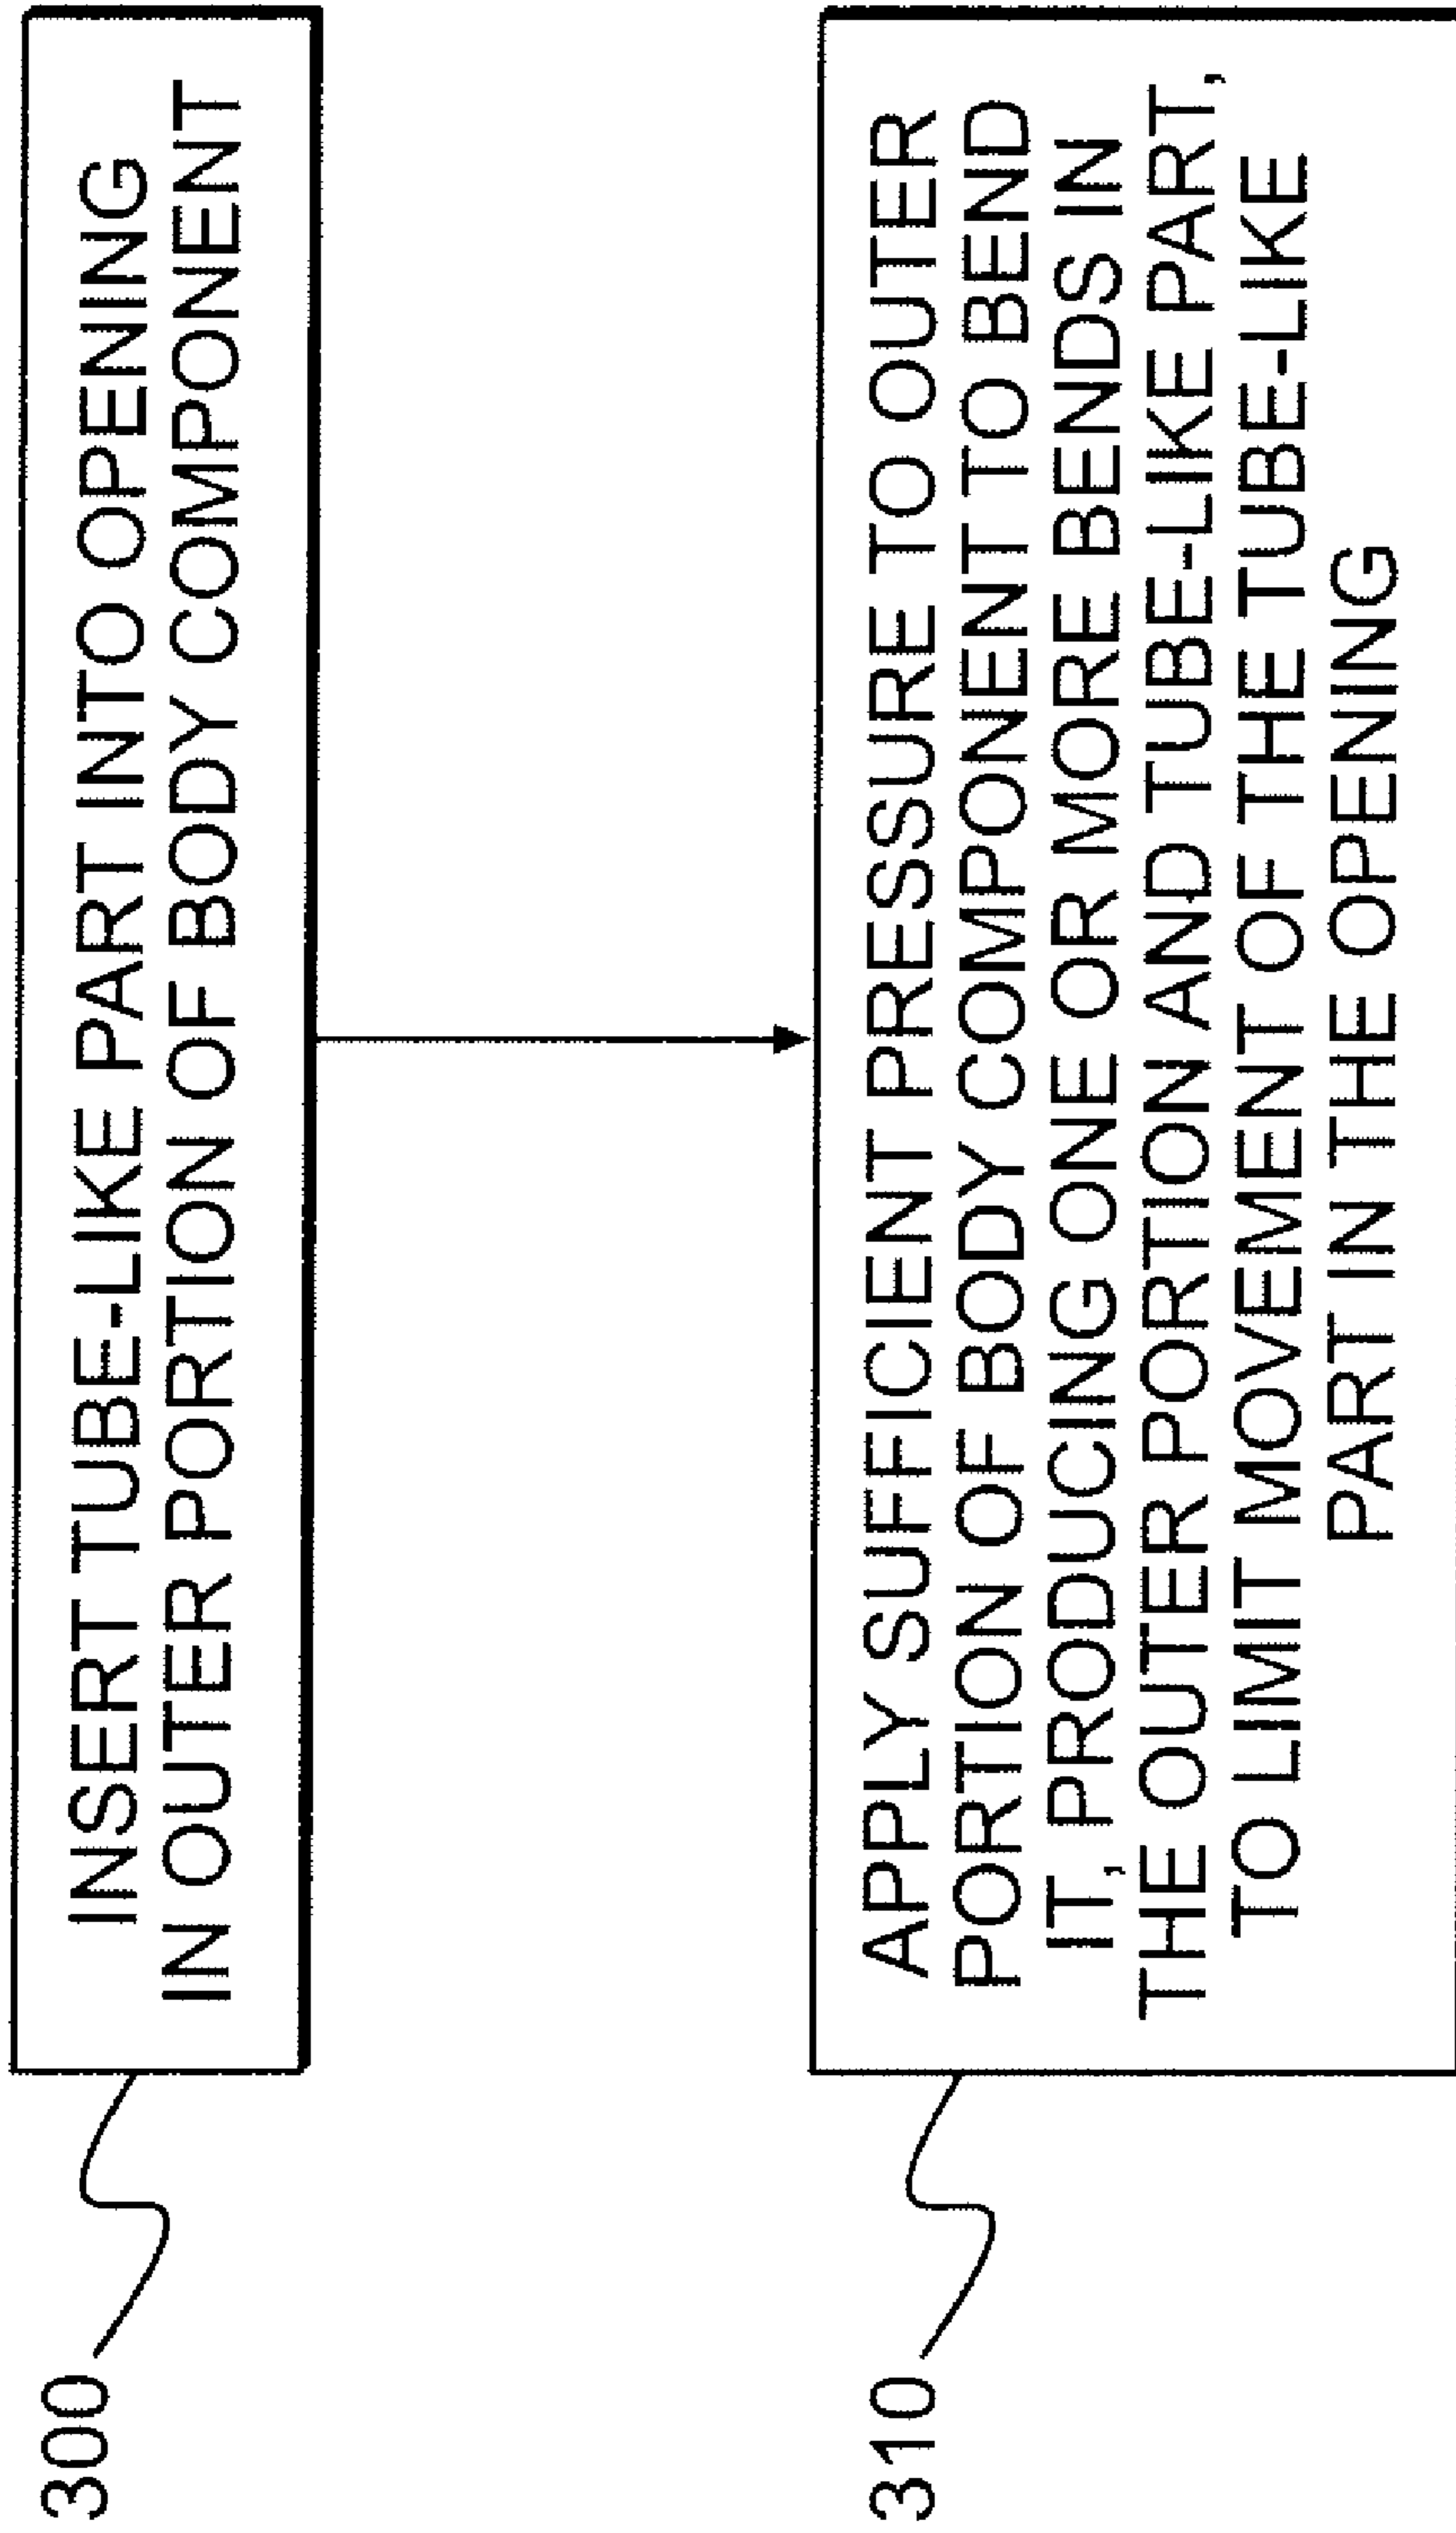 300
INSERT TUBE-LIKE PART INTO OPENING
IN OUTER PORTION OF BODY COMPONENT
310
APPLY SUFFICIENT PRESSURE TO OUTER
PORTION OF BODY COMPONENT TO BEND
IT, PRODUCING ONE OR MORE BENDS IN
THE OUTER PORTION AND TUBE-LIKE PART,
TO LIMIT MOVEMENT OF THE TUBE-LIKE
PART IN THE OPENING